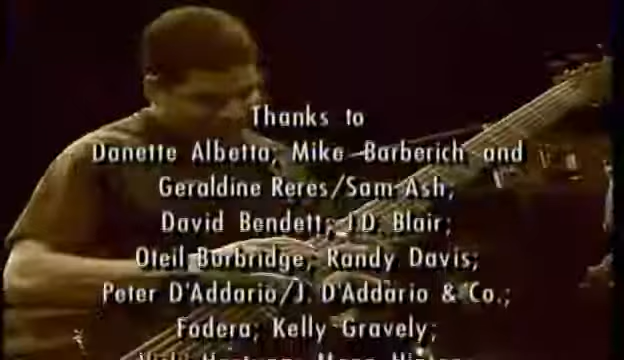 Thanks to
Danette Albetta, Mike Barberich and
Geraldine Reres/Sam Ash;
David Bendett; J.D. Blair;
Oteil Burbridge; Randy Davis;
Peter D'Addario/J. D'Addario & Co.;
Fodera; Kelly Gravely;